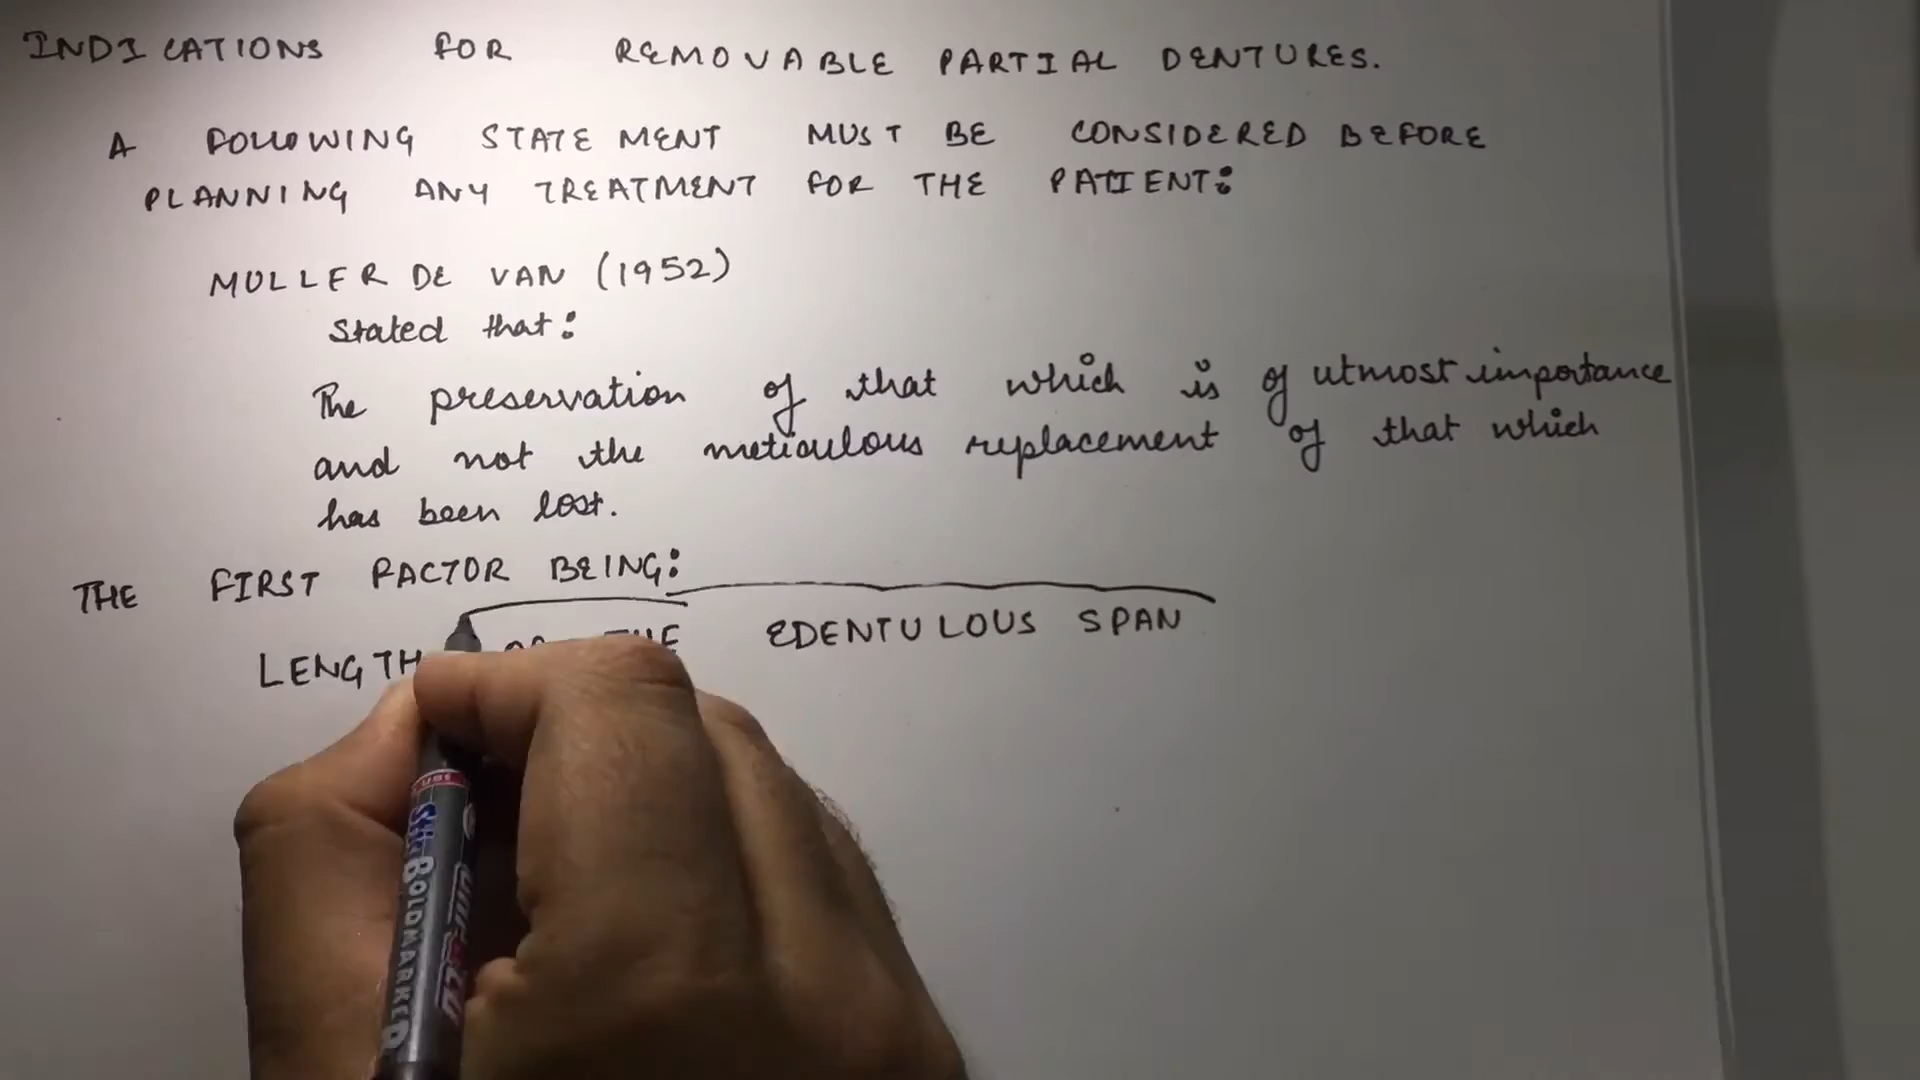 INDICATIONS FOR REMOVABLE PARTIAL DENTURES.
A FOLLOWING STATEMENT MUST BE CONSIDERED BEFORE
PLANNING ANY TREATMENT FOR THE PATIENT:
MULLER DE VAN (1952)
Stated that:
The preservation of that which is of utmost importance
and not the meticulous replacement of that which
has been lost.
THE FIRST FACTOR BEING:
LENGTH THE EDENTULOUS SPAN
BOLDMARKER